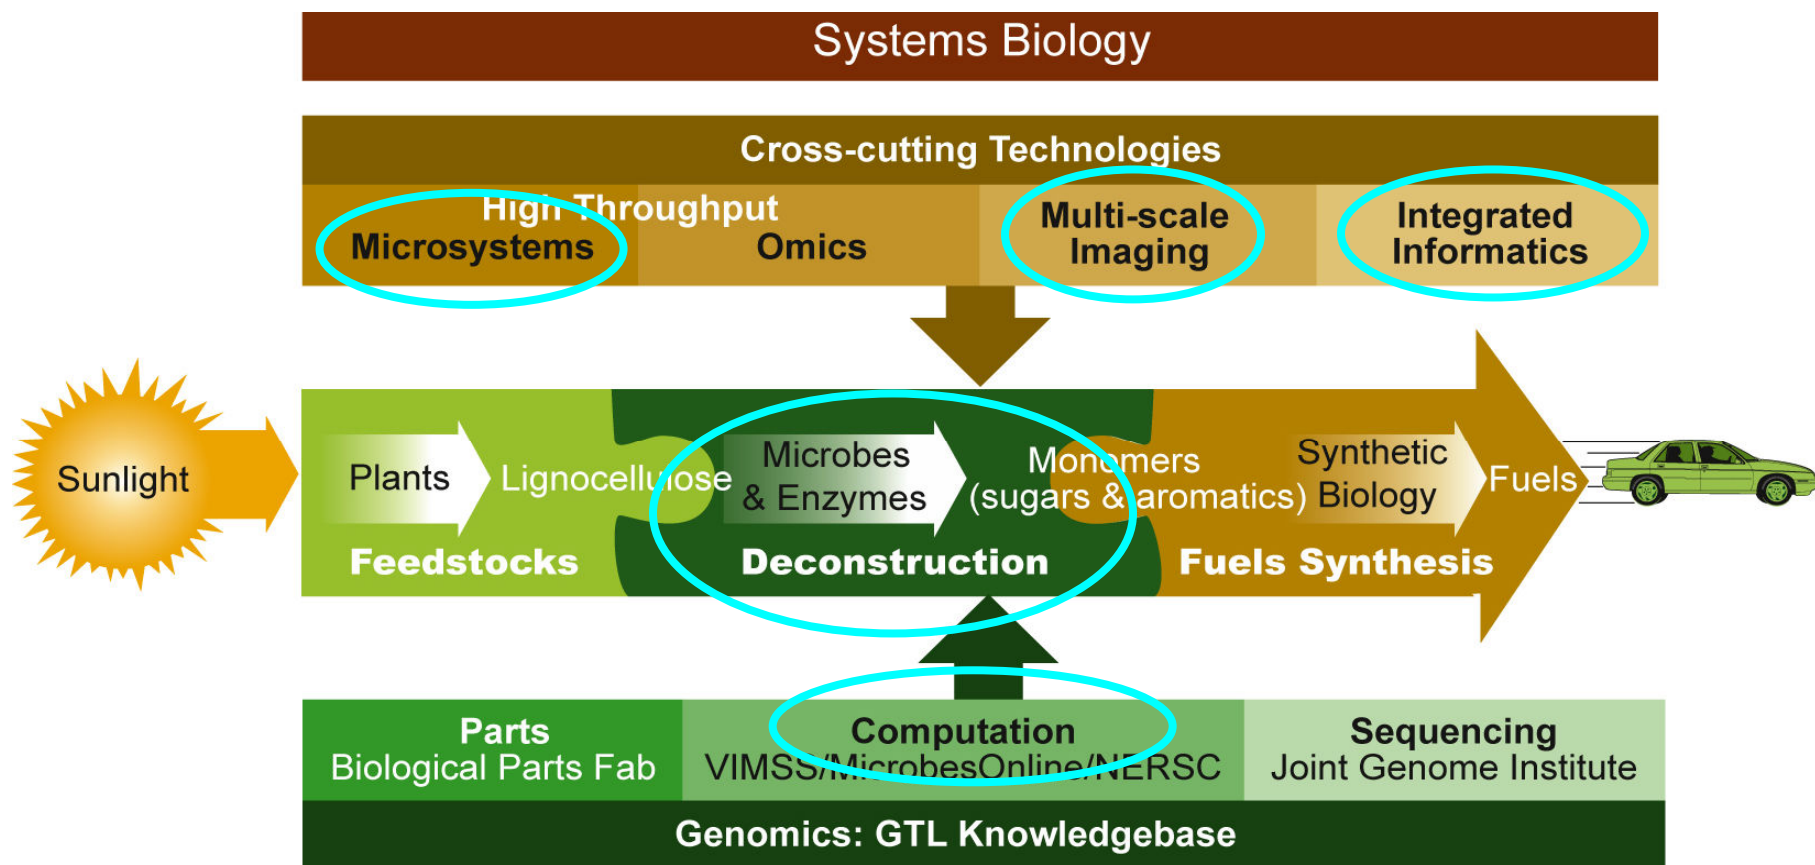 Systems Biology
Cross-cutting Technologies
High Throughput
Microsystems
Omics
Multi-scale
Imaging
Integrated
Informatics
Sunlight
Plants
Lignocellulose
Feedstocks
Microbes
& Enzymes
Deconstruction
Monomers
(sugars & aromatics)
Synthetic
Biology
Fuels
Fuels Synthesis
Parts
Biological Parts Fab
Computation
VIMSS/MicrobesOnline/NERSC
Sequencing
Joint Genome Institute
Genomics: GTL Knowledgebase